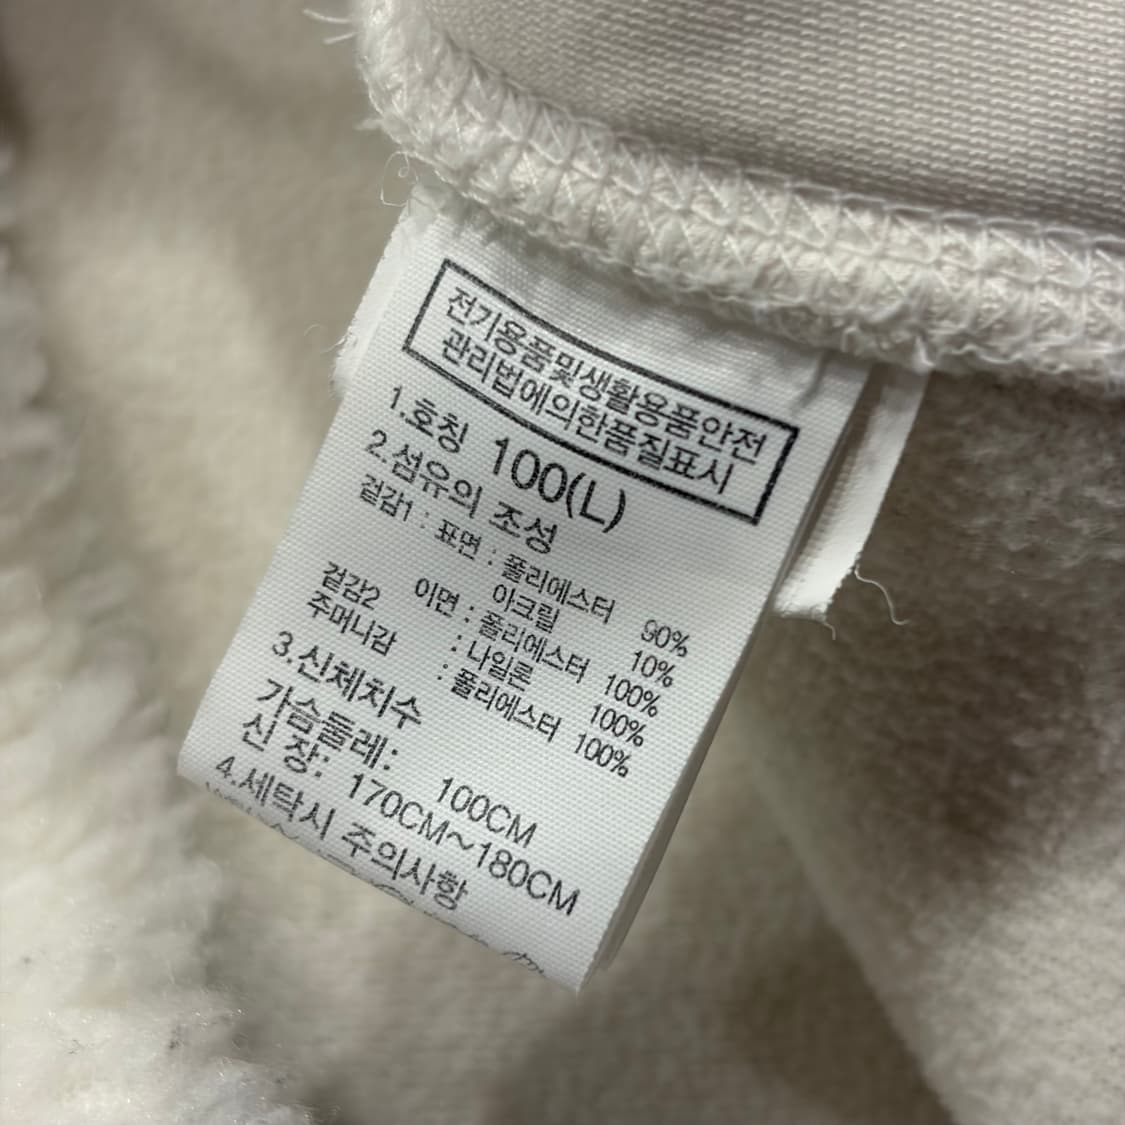 전기용품및생활용품안전
관리법에의한품질표시
1.호칭 100(L)
2.섬유의 조성
겉감1 : 표면 : 폴리에스터 90%
아크릴 10%
이면 : 폴리에스터 100%
겉감2 : 나일론 100%
주머니감 : 폴리에스터 100%
3.신체치수
가슴둘레: 100CM
신 장: 170CM~180CM
4.세탁시 주의사항